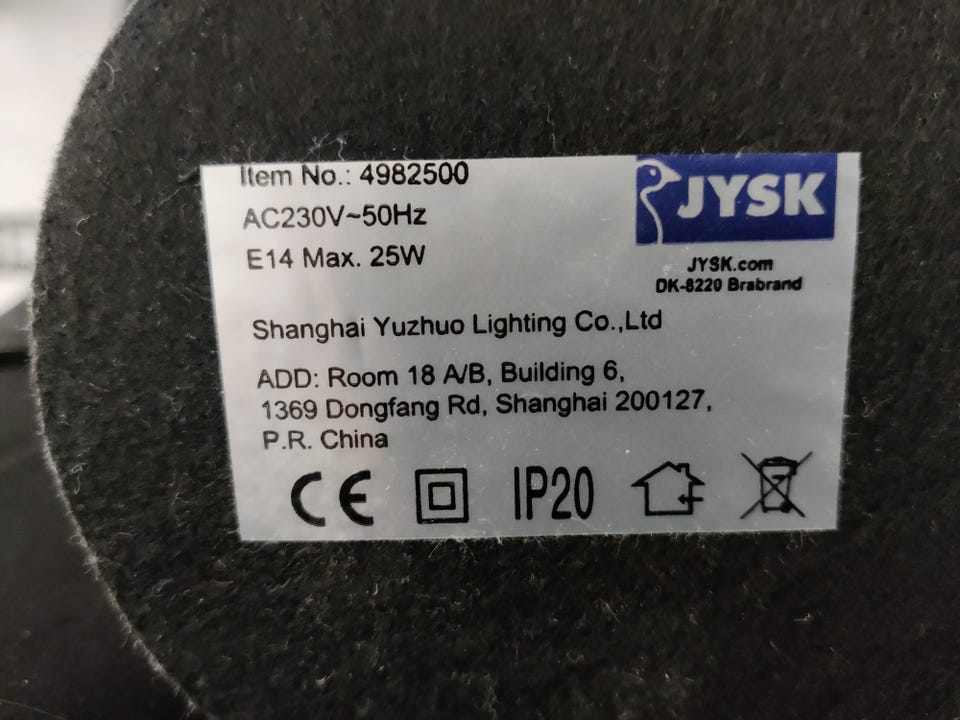 Item No.: 4982500
AC230V~50Hz
E14 Max. 25W
JYSK
JYSK.com
DK-8220 Brabrand
Shanghai Yuzhuo Lighting Co.,Ltd
ADD: Room 18 A/B, Building 6,
1369 Dongfang Rd, Shanghai 200127,
P.R. China
CE IP20